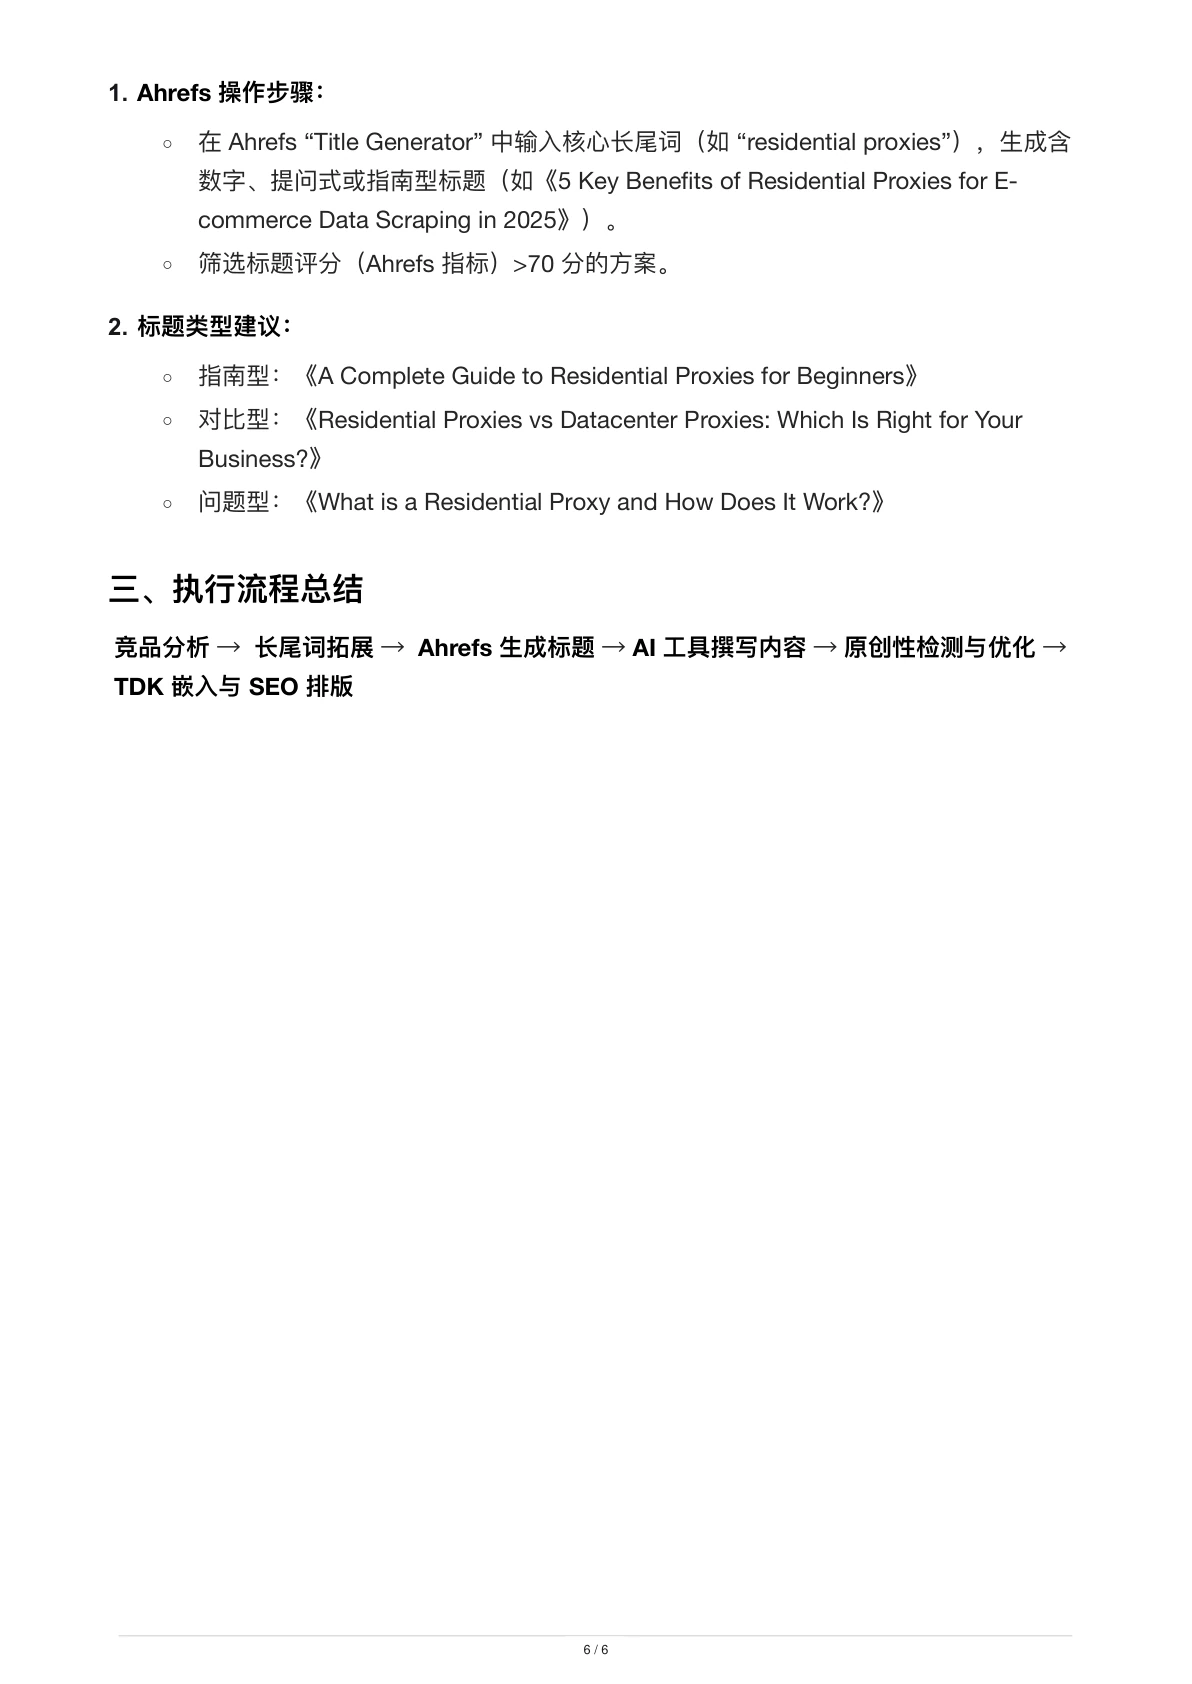 1. Ahrefs 操作步骤：
○ 在 Ahrefs “Title Generator” 中输入核心长尾词（如 “residential proxies”），生成含
数字、提问式或指南型标题（如《5 Key Benefits of Residential Proxies for E-
commerce Data Scraping in 2025》）。
○ 筛选标题评分（Ahrefs 指标）>70 分的方案。
2. 标题类型建议：
○ 指南型：《A Complete Guide to Residential Proxies for Beginners》
○ 对比型：《Residential Proxies vs Datacenter Proxies: Which Is Right for Your
Business?》
○ 问题型：《What is a Residential Proxy and How Does It Work?》
三、执行流程总结
竞品分析 → 长尾词拓展 → Ahrefs 生成标题 → AI 工具撰写内容 → 原创性检测与优化 →
TDK 嵌入与 SEO 排版
6 / 6